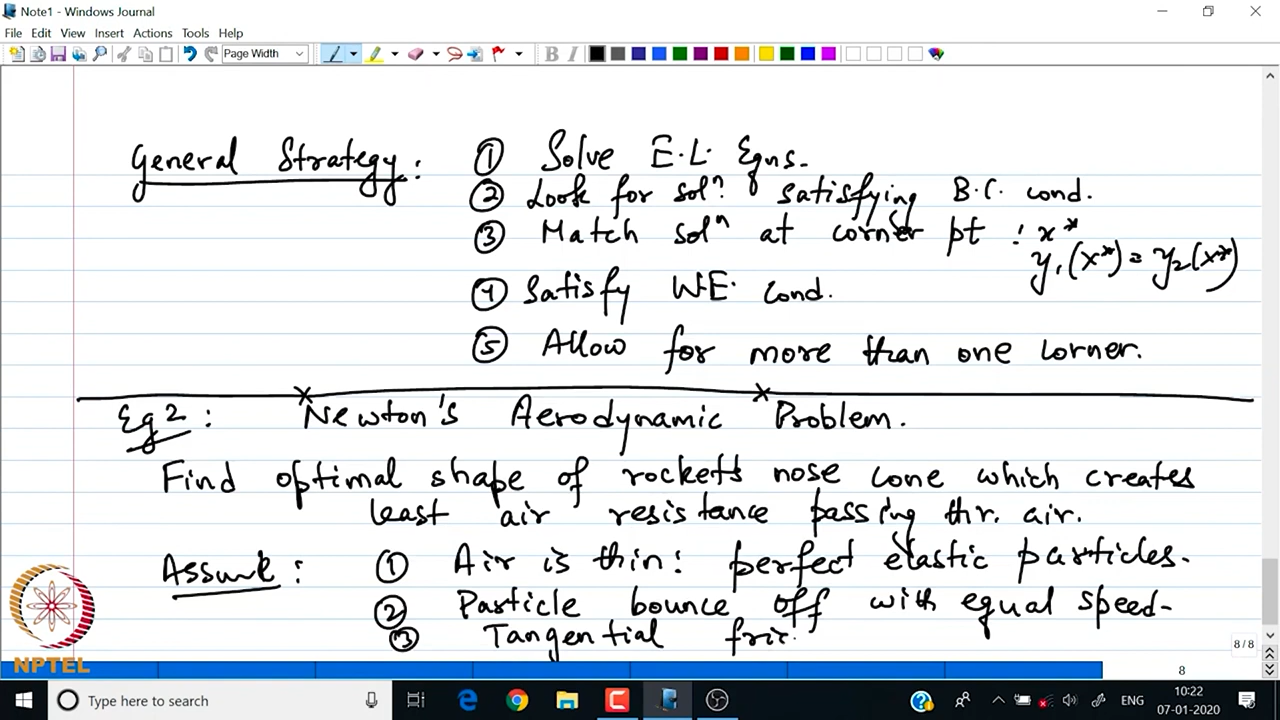 Note1 - Windows Journal
File Edit View Insert Actions Tools Help
Page Width
General Strategy : ① Solve E.L. Eqns.
② Look for solⁿ satisfying B.C. cond.
③ Match solⁿ at corner pt : x*
y₁(x*) = y₂(x*)
④ Satisfy W.E. cond.
⑤ Allow for more than one corner.
Eg 2 : Newton's Aerodynamic Problem.
Find optimal shape of rocket's nose cone which creates
least air resistance passing thr. air.
Assume : ① Air is thin : perfect elastic particles.
② Particle bounce off with equal speed-
③ Tangential fric.
NPTEL
8 / 8
8
Type here to search
ENG
10:22
07-01-2020